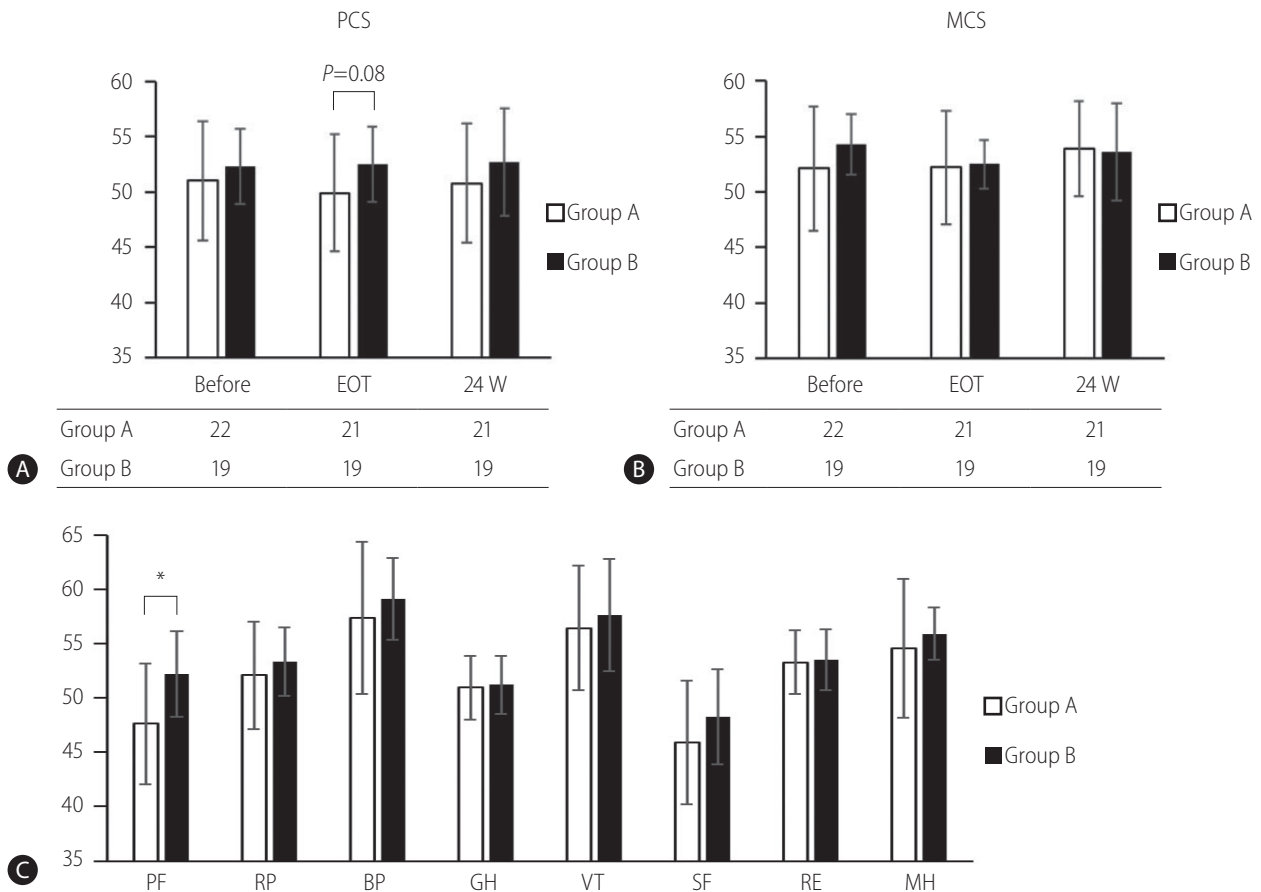 PCS
P=0.08
60
55
50
45
40
35
Before EOT 24 W
Group A
Group B
Group A 22 21 21
Group B 19 19 19
A
MCS
60
55
50
45
40
35
Before EOT 24 W
Group A
Group B
Group A 22 21 21
Group B 19 19 19
B
65
60
55
50
45
40
35
*
PF RP BP GH VT SF RE MH
Group A
Group B
C